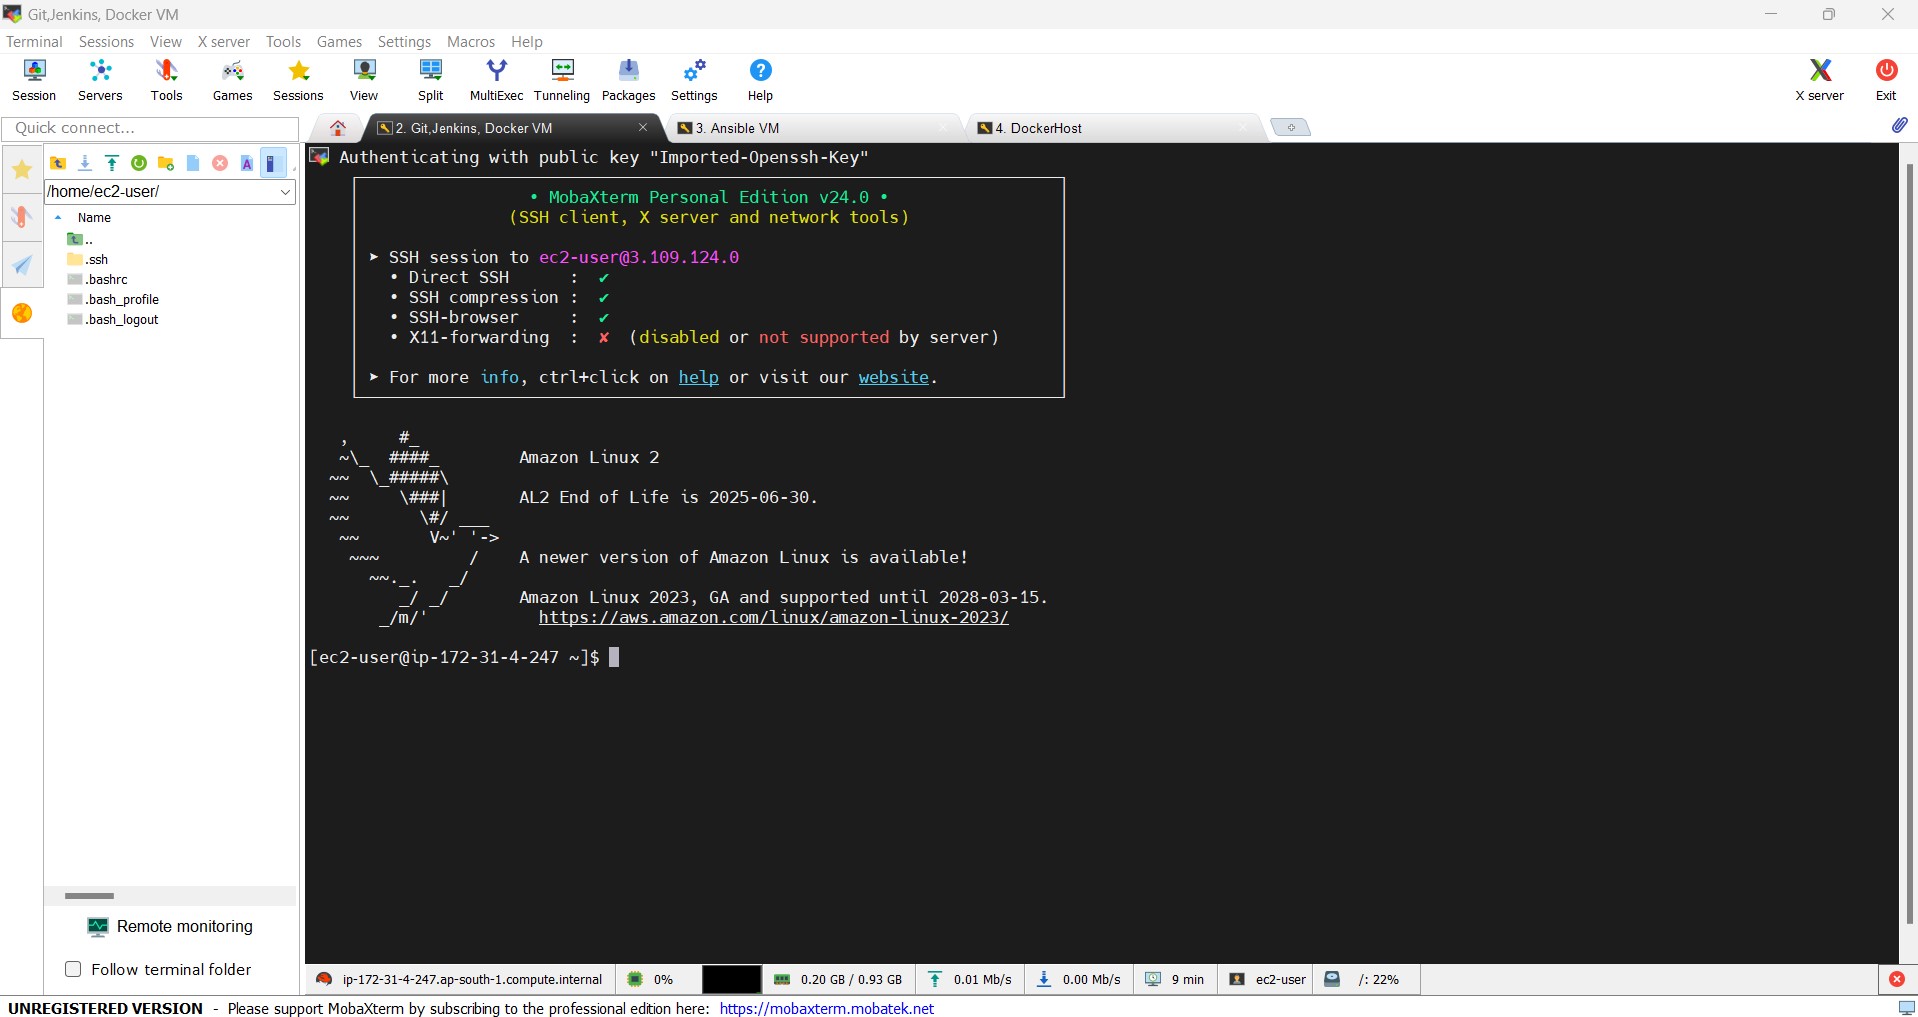 Git,Jenkins, Docker VM
Terminal Sessions View X server Tools Games Settings Macros Help
Session Servers Tools Games Sessions View Split MultiExec Tunneling Packages Settings Help X server Exit
Quick connect...
2. Git,Jenkins, Docker VM
3. Ansible VM
4. DockerHost
/home/ec2-user/
Name
..
.ssh
.bashrc
.bash_profile
.bash_logout
Remote monitoring
Follow terminal folder
Authenticating with public key "Imported-Openssh-Key"
• MobaXterm Personal Edition v24.0 •
(SSH client, X server and network tools)
➤ SSH session to ec2-user@3.109.124.0
• Direct SSH : ✔
• SSH compression : ✔
• SSH-browser : ✔
• X11-forwarding : ✘ (disabled or not supported by server)
➤ For more info, ctrl+click on help or visit our website.
,     #_
~\_  ####_        Amazon Linux 2
~~  \_#####\
~~     \###|       AL2 End of Life is 2025-06-30.
~~       \#/ ___
~~       V~' '->
~~~         /    A newer version of Amazon Linux is available!
~~._.   _/
_/ _/       Amazon Linux 2023, GA and supported until 2028-03-15.
_/m/'           https://aws.amazon.com/linux/amazon-linux-2023/
[ec2-user@ip-172-31-4-247 ~]$
ip-172-31-4-247.ap-south-1.compute.internal 0% 0.20 GB / 0.93 GB 0.01 Mb/s 0.00 Mb/s 9 min ec2-user /: 22%
UNREGISTERED VERSION - Please support MobaXterm by subscribing to the professional edition here: https://mobaxterm.mobatek.net